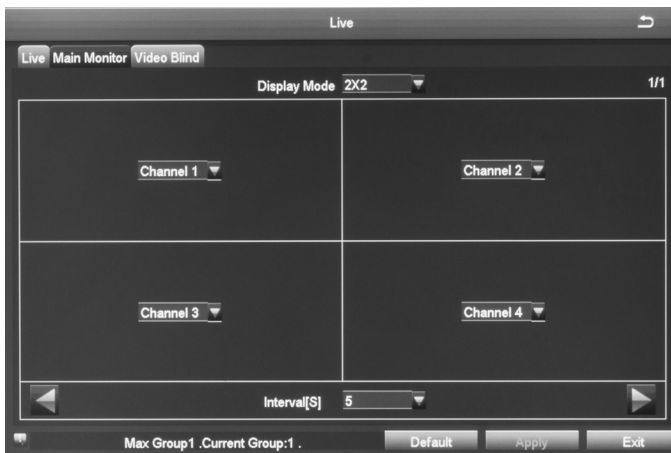 Live
Live Main Monitor Video Blind
Display Mode 2X2 1/1
Channel 1 Channel 2
Channel 3 Channel 4
Interval[S] 5
Max Group1 .Current Group:1 . Default Apply Exit